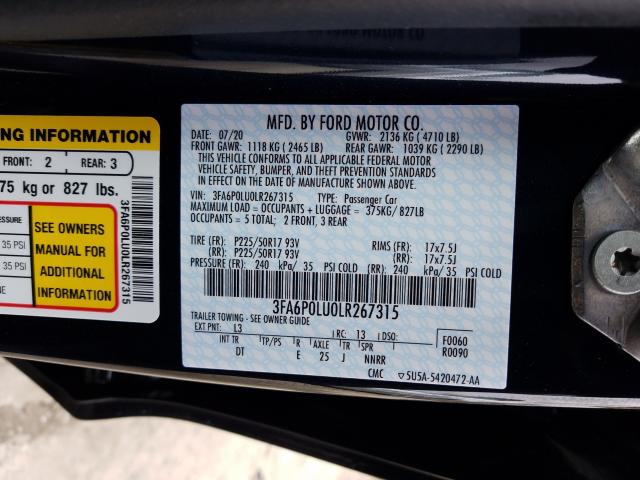 MFD. BY FORD MOTOR CO.
DATE: 07/20 GVWR: 2136 KG ( 4710 LB)
FRONT GAWR: 1118 KG ( 2465 LB) REAR GAWR: 1039 KG ( 2290 LB)
THIS VEHICLE CONFORMS TO ALL APPLICABLE FEDERAL MOTOR
VEHICLE SAFETY, BUMPER, AND THEFT PREVENTION STANDARDS
IN EFFECT ON THE DATE OF MANUFACTURE SHOWN ABOVE.
VIN: 3FA6P0LU0LR267315 TYPE: Passenger Car
MAXIMUM LOAD = OCCUPANTS + LUGGAGE = 375KG/ 827LB
OCCUPANTS = 5 TOTAL; 2 FRONT, 3 REAR
TIRE (FR): P225/50R17 93V RIMS (FR): 17x7.5J
(RR): P225/50R17 93V (RR): 17x7.5J
PRESSURE (FR): 240 kPa/ 35 PSI COLD (RR): 240 kPa/ 35 PSI COLD
3FA6P0LU0LR267315
TRAILER TOWING - SEE OWNER GUIDE
EXT PNT: L3 RC: 13 DSO: F0060
INT TR TP/PS R AXLE TR SPR R0090
DT E 25 J NNRR
CMC ▽5U5A-5420472-AA
NG INFORMATION
FRONT: 2 REAR: 3
75 kg or 827 lbs.
SEE OWNERS
MANUAL FOR
ADDITIONAL
INFORMATION
35 PSI
35 PSI
3FA6P0LU0LR267315